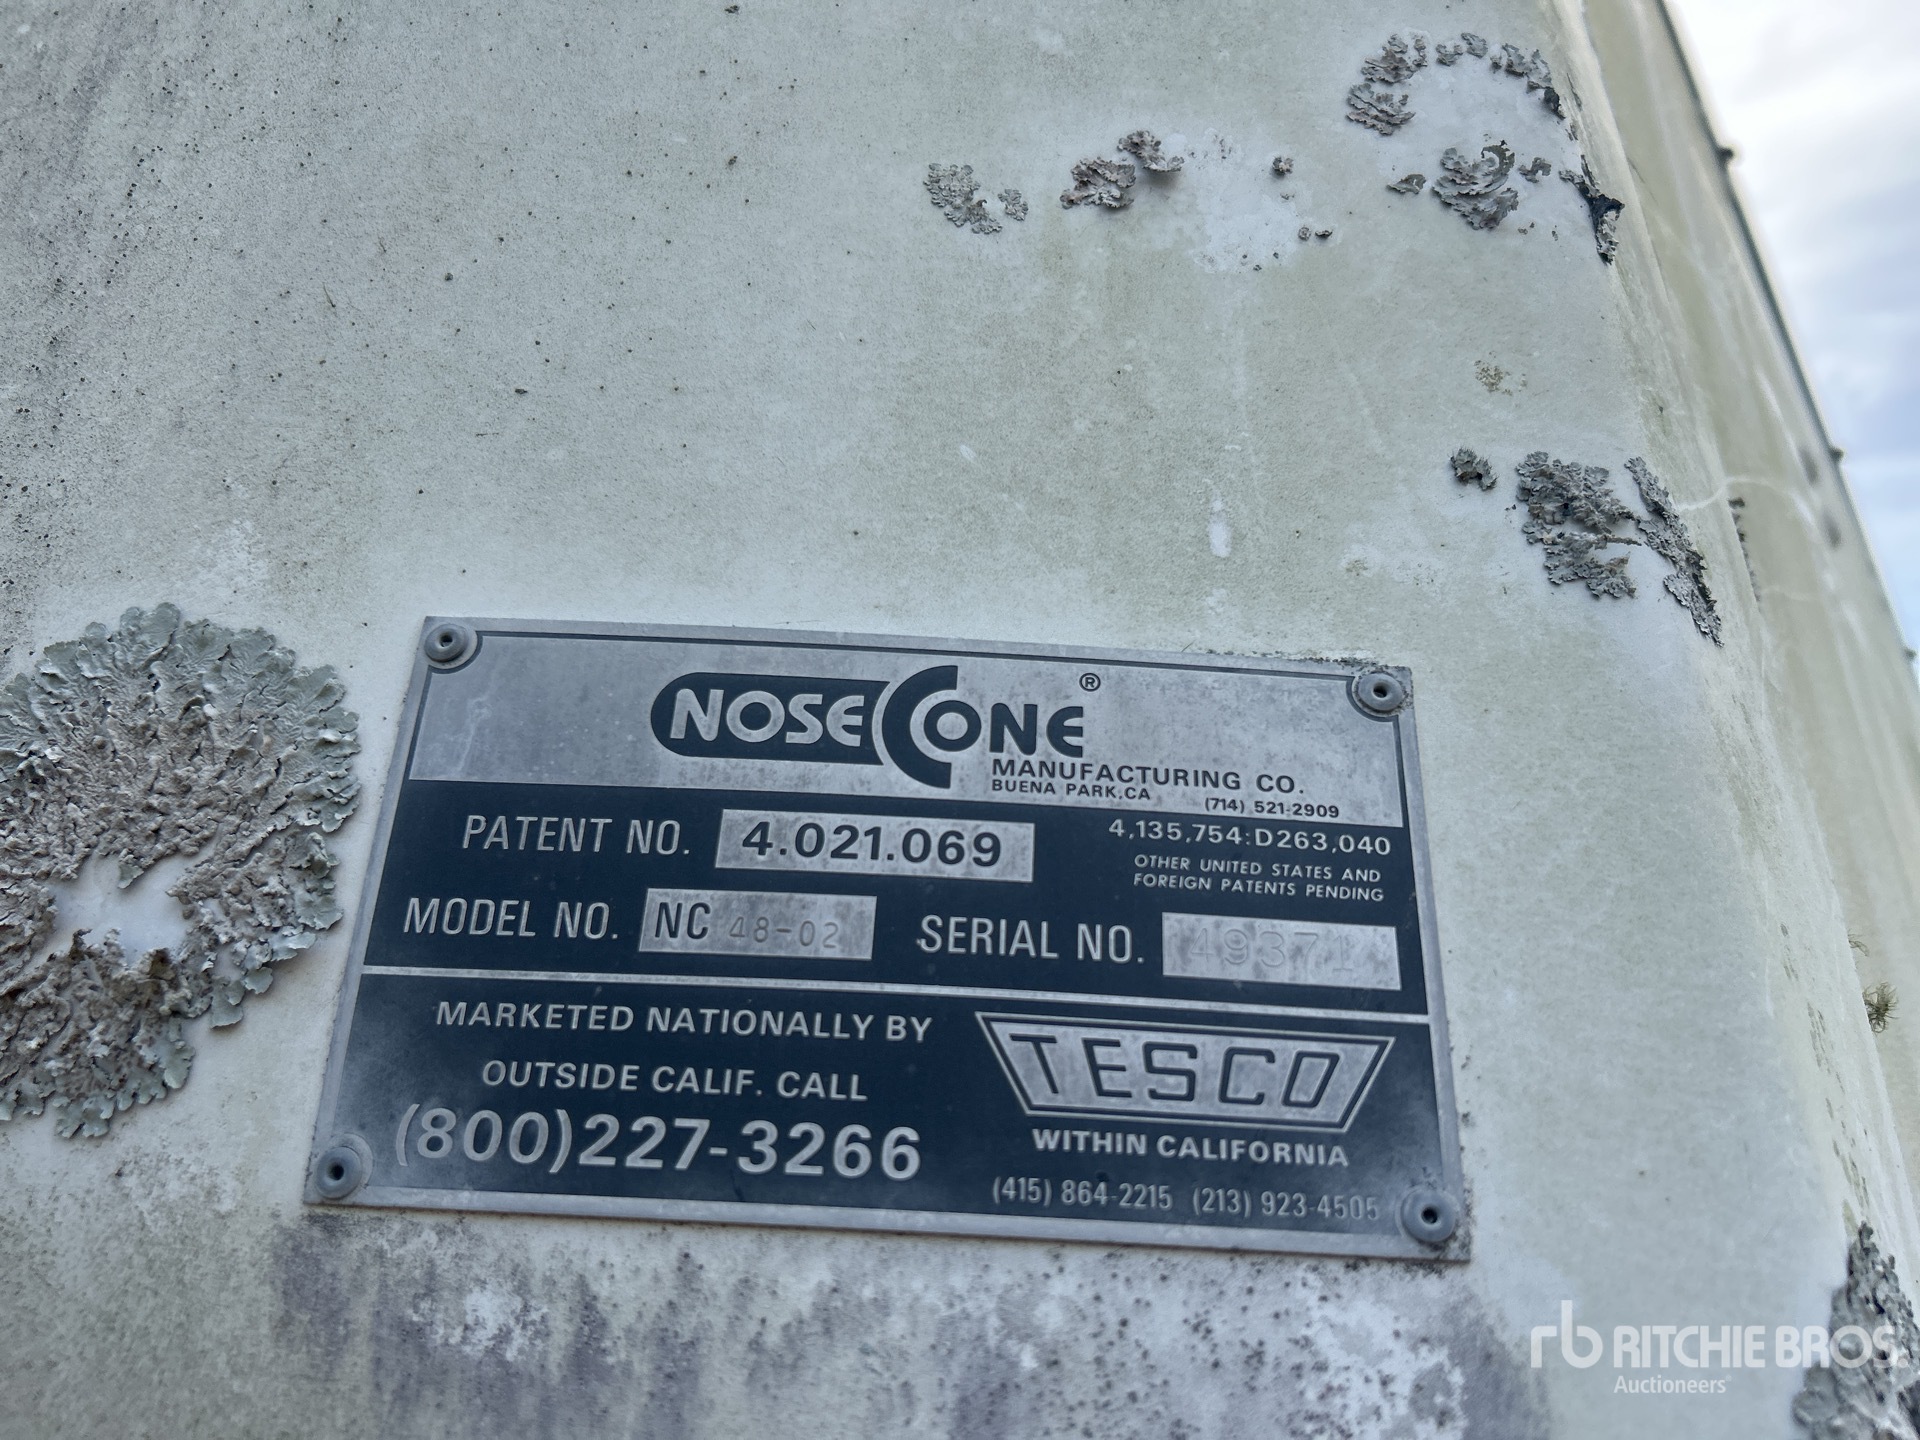 NOSECONE ®
MANUFACTURING CO.
BUENA PARK, CA (714) 521-2909
PATENT NO. 4.021.069 4,135,754:D263,040
OTHER UNITED STATES AND
FOREIGN PATENTS PENDING
MODEL NO. NC 48-02 SERIAL NO. 49371
MARKETED NATIONALLY BY
OUTSIDE CALIF. CALL
(800)227-3266
TESCO
WITHIN CALIFORNIA
(415) 864-2215 (213) 923-4505
rb RITCHIE BROS.
Auctioneers